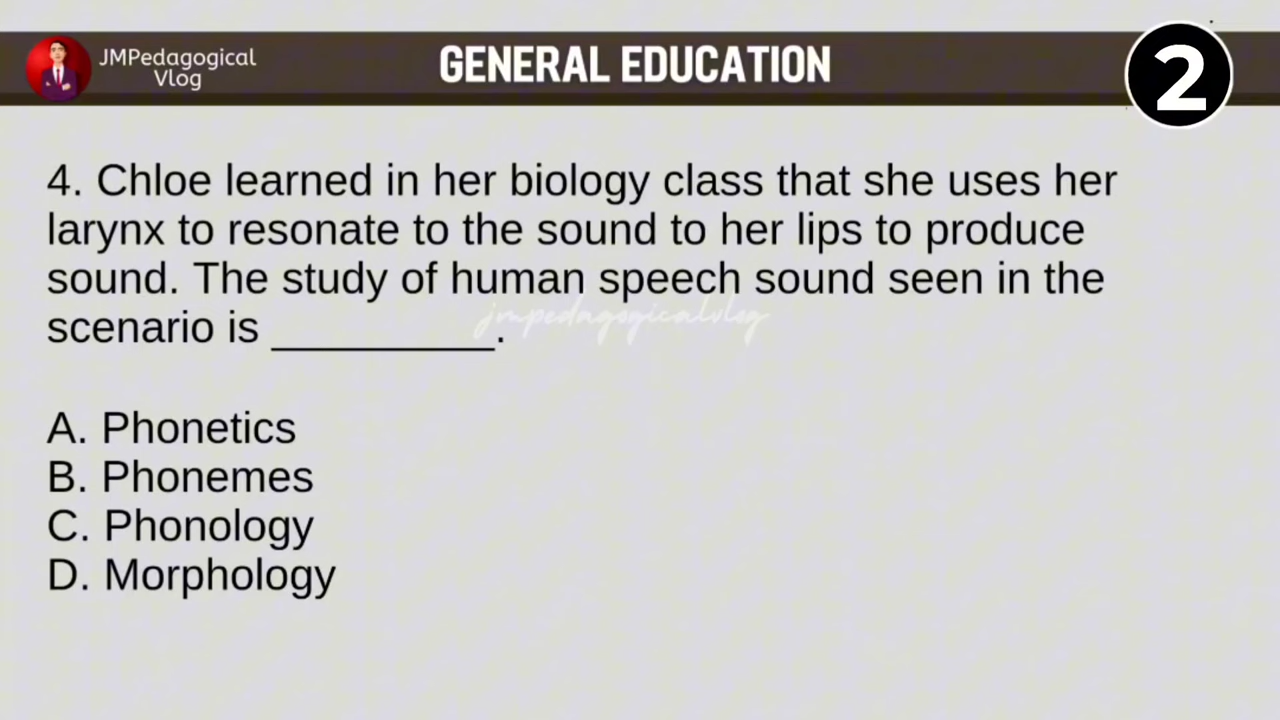 JMPedagogical
Vlog
GENERAL EDUCATION
2
4. Chloe learned in her biology class that she uses her
larynx to resonate to the sound to her lips to produce
sound. The study of human speech sound seen in the
scenario is __________.
jmpedagogicalvlog
A. Phonetics
B. Phonemes
C. Phonology
D. Morphology